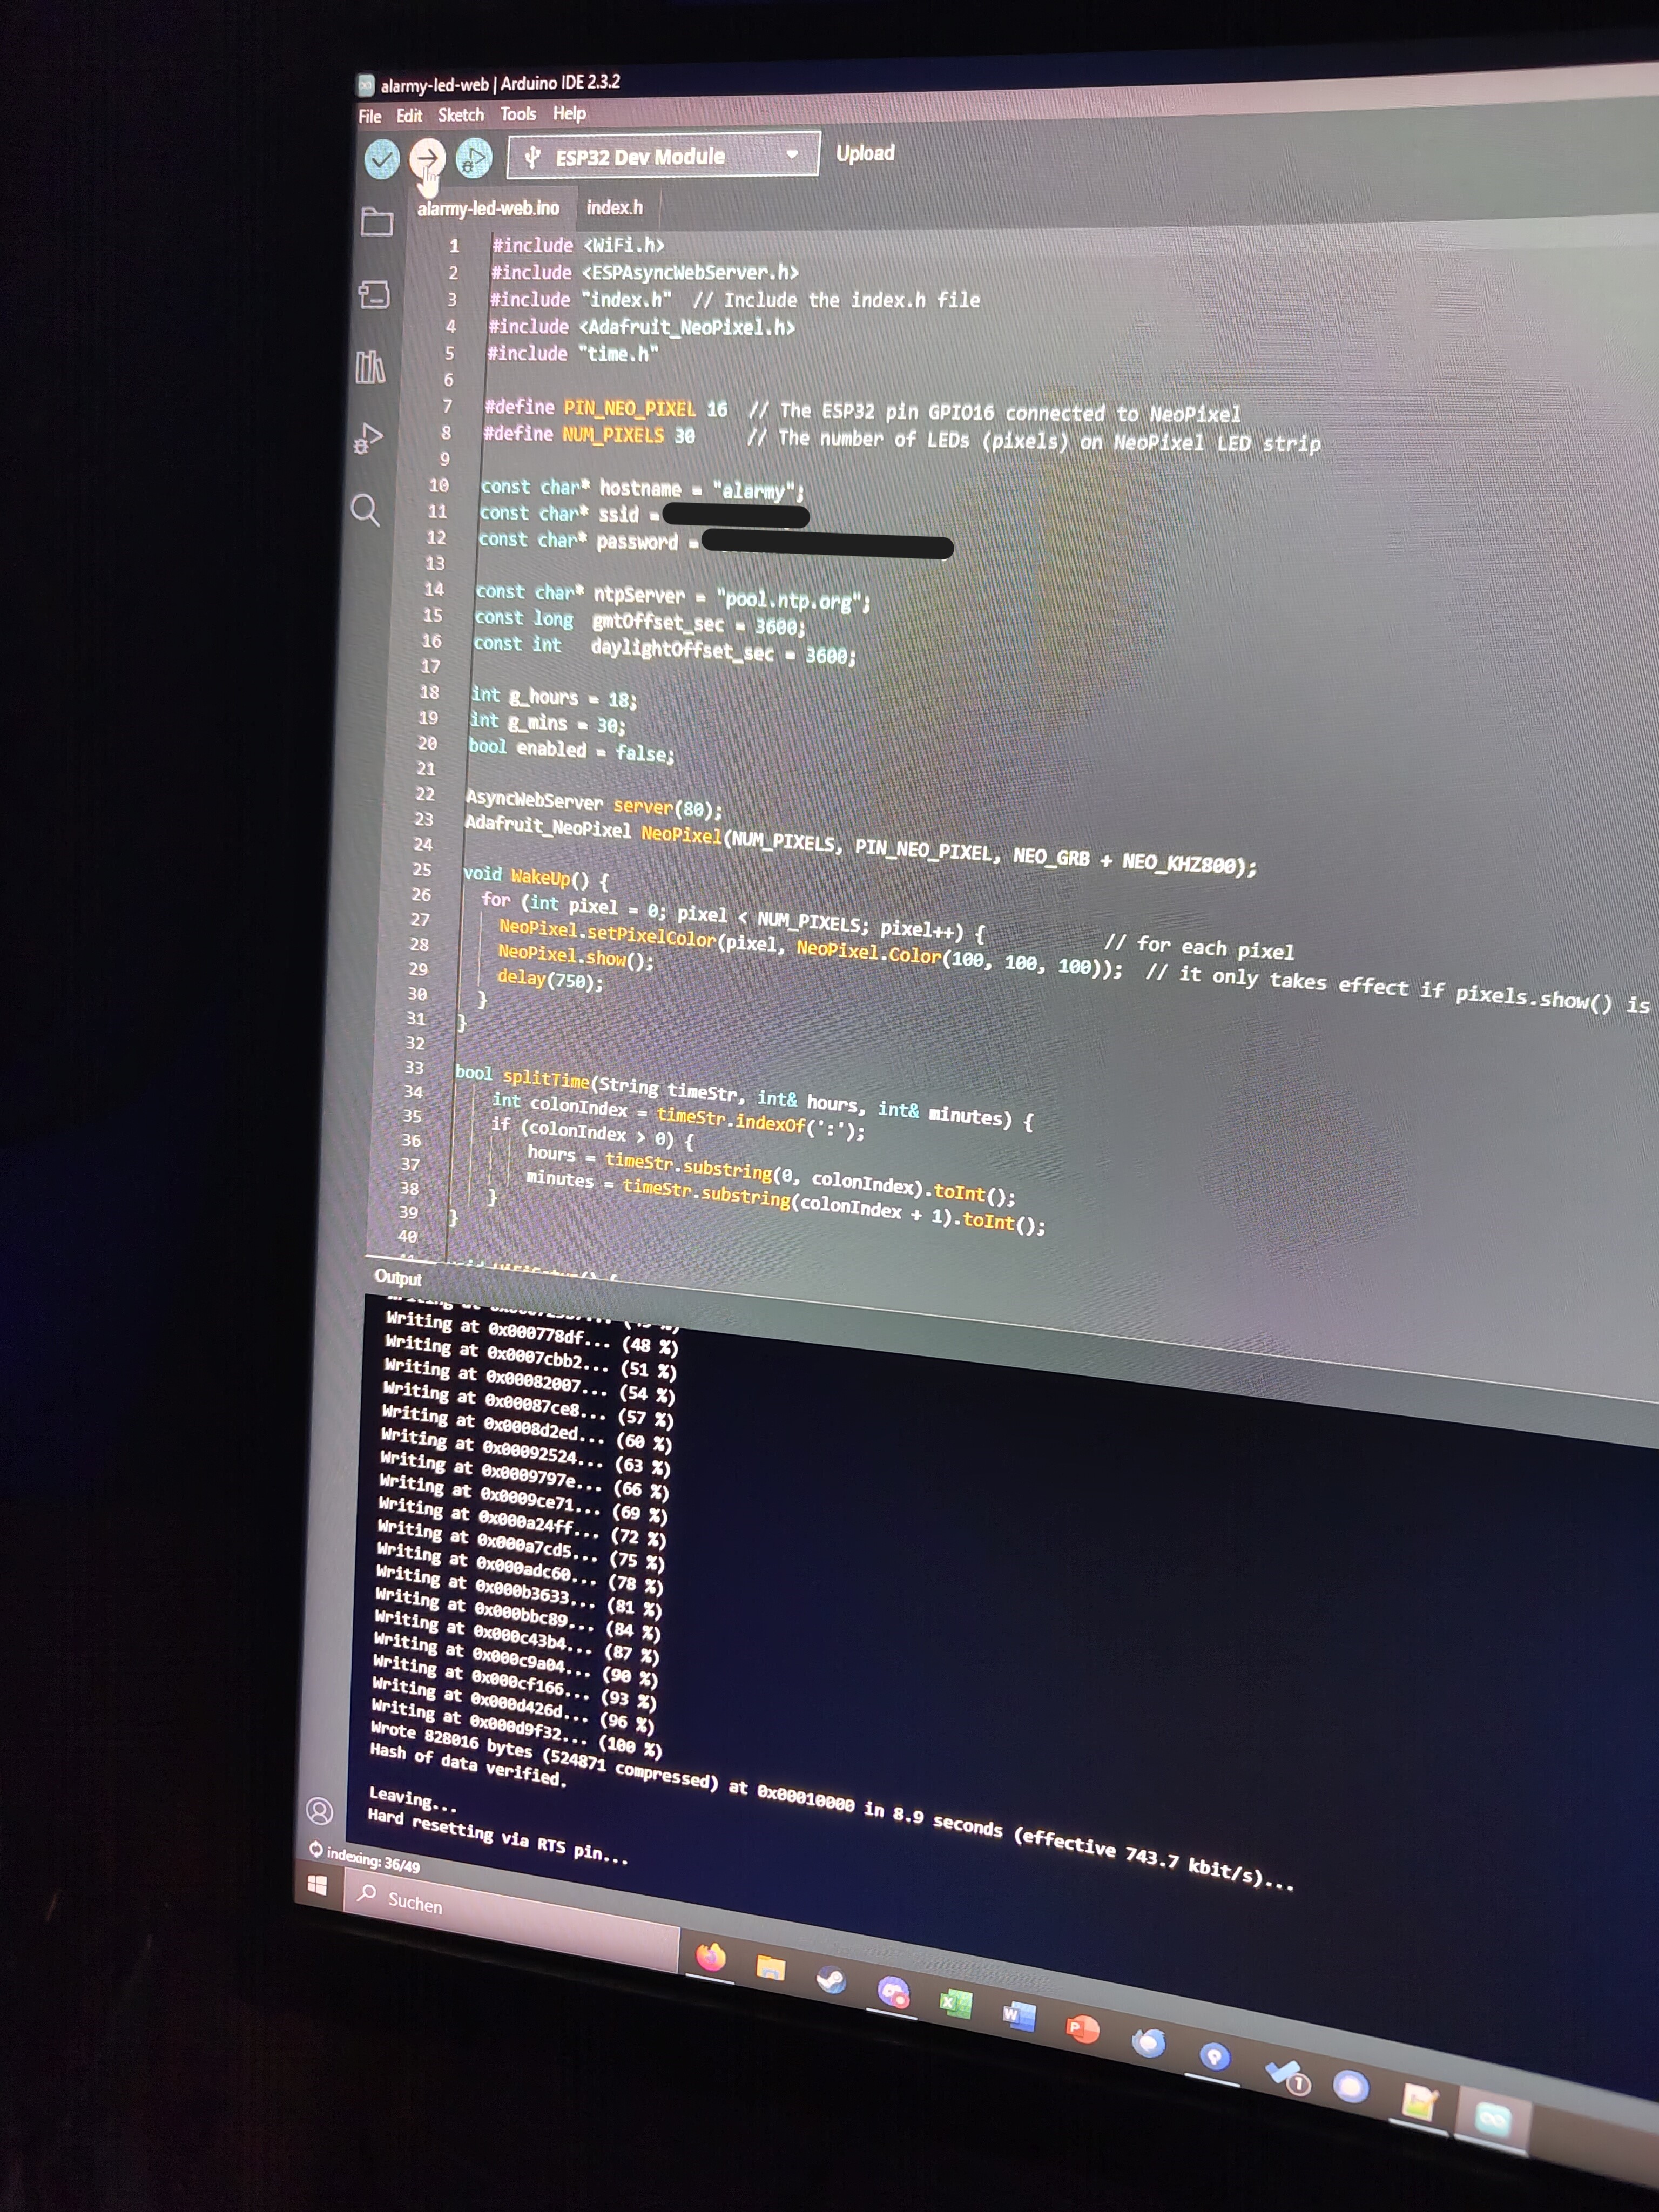 alarmy-led-web | Arduino IDE 2.3.2
File Edit Sketch Tools Help
ESP32 Dev Module Upload
alarmy-led-web.ino index.h
1 #include <WiFi.h>
2 #include <ESPAsyncWebServer.h>
3 #include "index.h" // Include the index.h file
4 #include <Adafruit_NeoPixel.h>
5 #include "time.h"
6
7 #define PIN_NEO_PIXEL 16 // The ESP32 pin GPIO16 connected to NeoPixel
8 #define NUM_PIXELS 30 // The number of LEDs (pixels) on NeoPixel LED strip
9
10 const char* hostname = "alarmy";
11 const char* ssid =
12 const char* password =
13
14 const char* ntpServer = "pool.ntp.org";
15 const long gmtOffset_sec = 3600;
16 const int daylightOffset_sec = 3600;
17
18 int g_hours = 18;
19 int g_mins = 30;
20 bool enabled = false;
21
22 AsyncWebServer server(80);
23 Adafruit_NeoPixel NeoPixel(NUM_PIXELS, PIN_NEO_PIXEL, NEO_GRB + NEO_KHZ800);
24
25 void WakeUp() {
26 for (int pixel = 0; pixel < NUM_PIXELS; pixel++) { // for each pixel
27 NeoPixel.setPixelColor(pixel, NeoPixel.Color(100, 100, 100)); // it only takes effect if pixels.show() is
28 NeoPixel.show();
29 delay(750);
30 }
31 }
32
33 bool splitTime(String timeStr, int& hours, int& minutes) {
34 int colonIndex = timeStr.indexOf(':');
35 if (colonIndex > 0) {
36 hours = timeStr.substring(0, colonIndex).toInt();
37 minutes = timeStr.substring(colonIndex + 1).toInt();
38 }
39 }
40
Output
Writing at 0x000778df... (48 %)
Writing at 0x0007cbb2... (51 %)
Writing at 0x00082007... (54 %)
Writing at 0x00087ce8... (57 %)
Writing at 0x0008d2ed... (60 %)
Writing at 0x00092524... (63 %)
Writing at 0x0009797e... (66 %)
Writing at 0x0009ce71... (69 %)
Writing at 0x000a24ff... (72 %)
Writing at 0x000a7cd5... (75 %)
Writing at 0x000adc60... (78 %)
Writing at 0x000b3633... (81 %)
Writing at 0x000bbc89... (84 %)
Writing at 0x000c43b4... (87 %)
Writing at 0x000c9a04... (90 %)
Writing at 0x000cf166... (93 %)
Writing at 0x000d426d... (96 %)
Writing at 0x000d9f32... (100 %)
Wrote 828016 bytes (524871 compressed) at 0x00010000 in 8.9 seconds (effective 743.7 kbit/s)...
Hash of data verified.
Leaving...
Hard resetting via RTS pin...
indexing: 36/49
Suchen